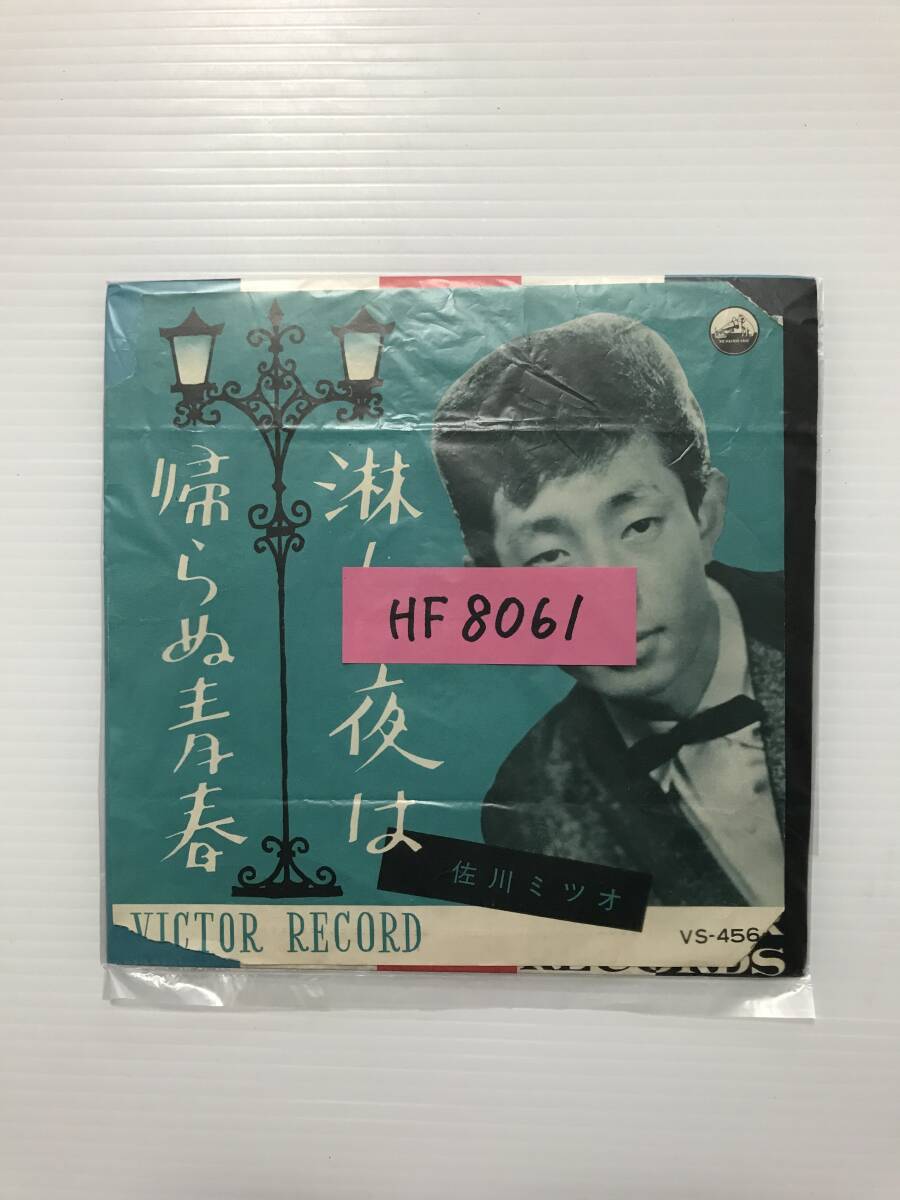 淋し 夜は
帰らぬ青春
HF 8061
佐川ミツオ
VICTOR RECORD
VS-456
RECORDS